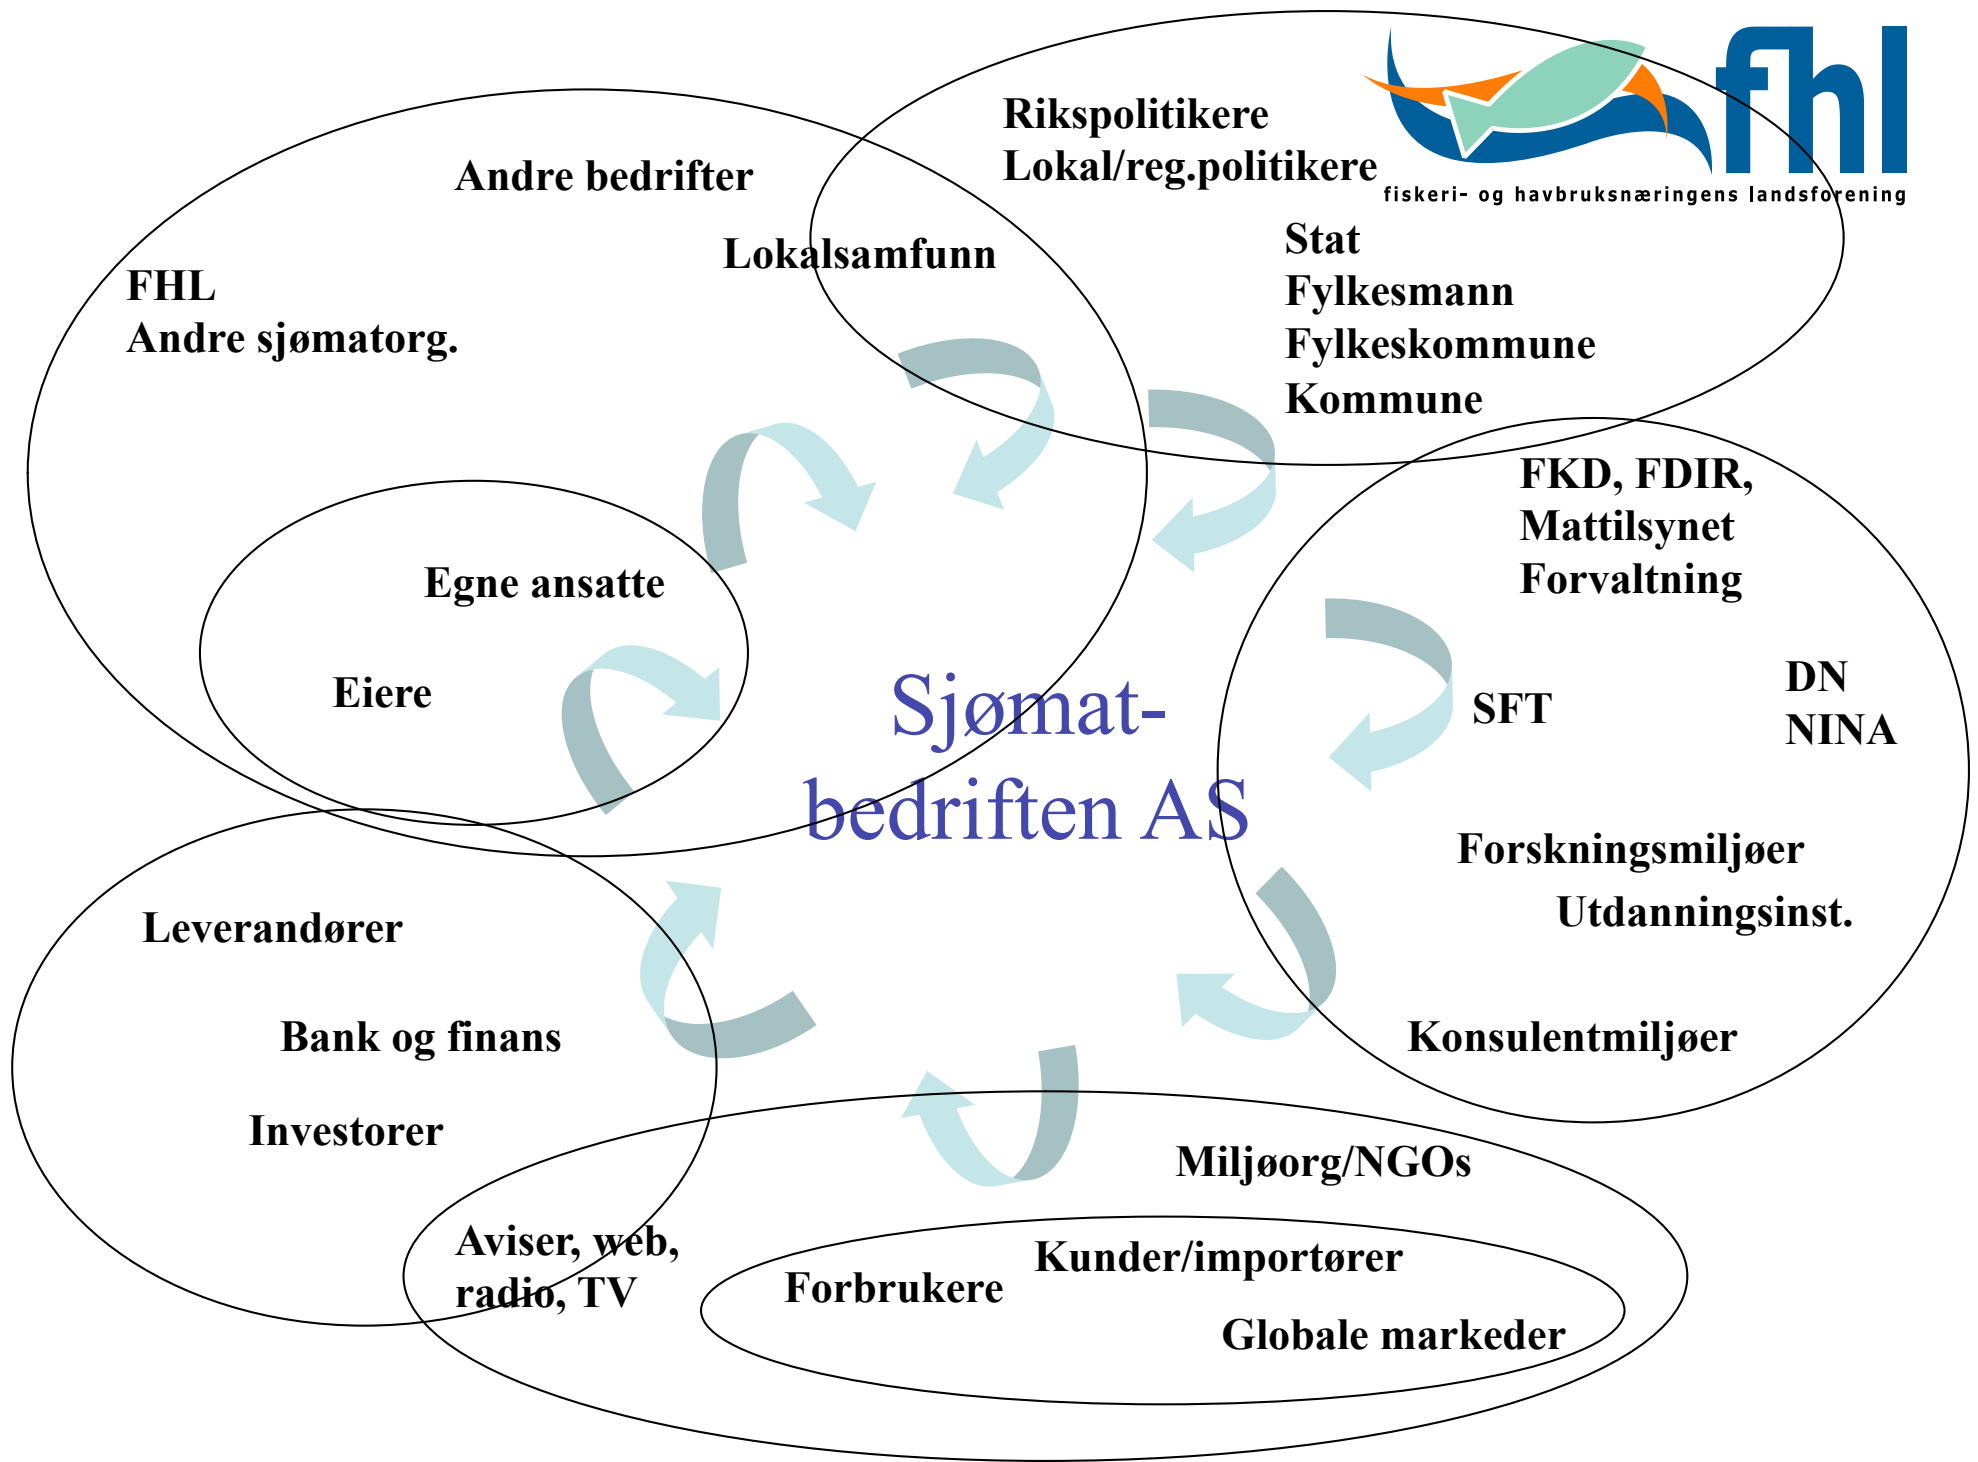 fhl
fiskeri- og havbruksnæringens landsforening
Rikspolitikere
Lokal/reg.politikere
Andre bedrifter
Lokalsamfunn
Stat
Fylkesmann
Fylkeskommune
Kommune
FHL
Andre sjømatorg.
FKD, FDIR,
Mattilsynet
Forvaltning
Egne ansatte
Eiere
Sjømat-
bedriften AS
SFT
DN
NINA
Forskningsmiljøer
Utdanningsinst.
Konsulentmiljøer
Leverandører
Bank og finans
Investorer
Miljøorg/NGOs
Aviser, web,
radio, TV
Kunder/importører
Forbrukere
Globale markeder